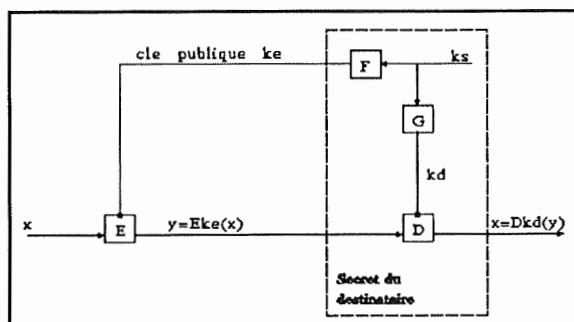 cle publique ke
F
ks
G
kd
x
E
y=Eke(x)
D
x=Dkd(y)
Secret du
destinataire